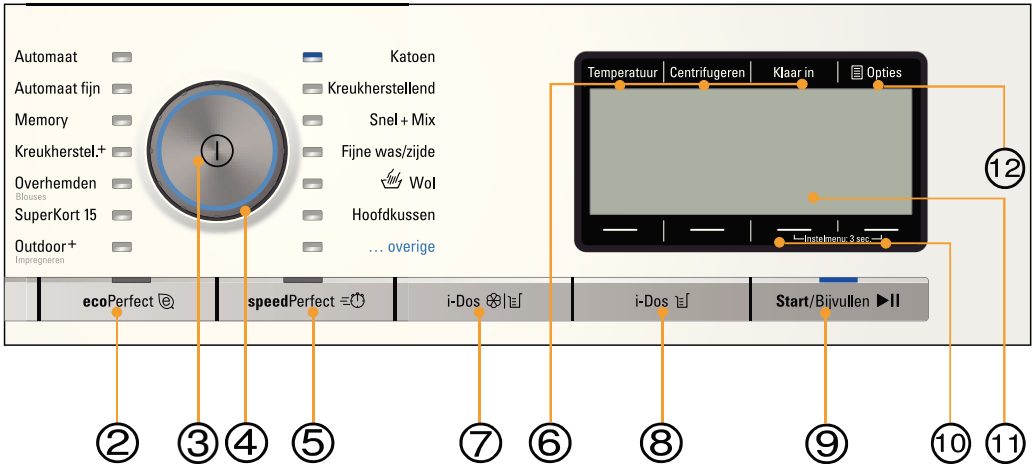 Automaat
Automaat fijn
Memory
Kreukherstel.+
Overhemden
Blouses
SuperKort 15
Outdoor+
Impregneren
Katoen
Kreukherstellend
Snel + Mix
Fijne was/zijde
Wol
Hoofdkussen
... overige
Temperatuur Centrifugeren Klaar in Opties
Instelmenu: 3 sec.
ecoPerfect speedPerfect i-Dos i-Dos Start/Bijvullen
12
2 3 4 5 7 6 8 9 10 11